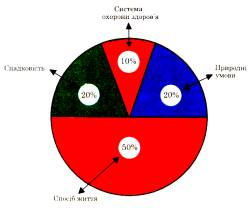 Система
охорони здоров'я
10%
Спадковість
20%
20%
Природні
умови
50%
Спосіб життя